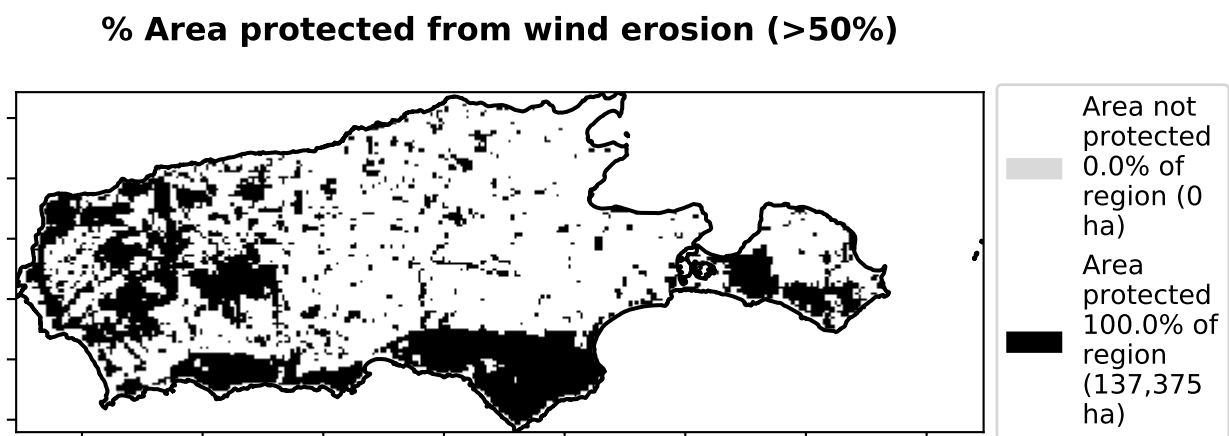 % Area protected from wind erosion (>50%)
Area not
protected
0.0% of
region (0
ha)
Area
protected
100.0% of
region
(137,375
ha)